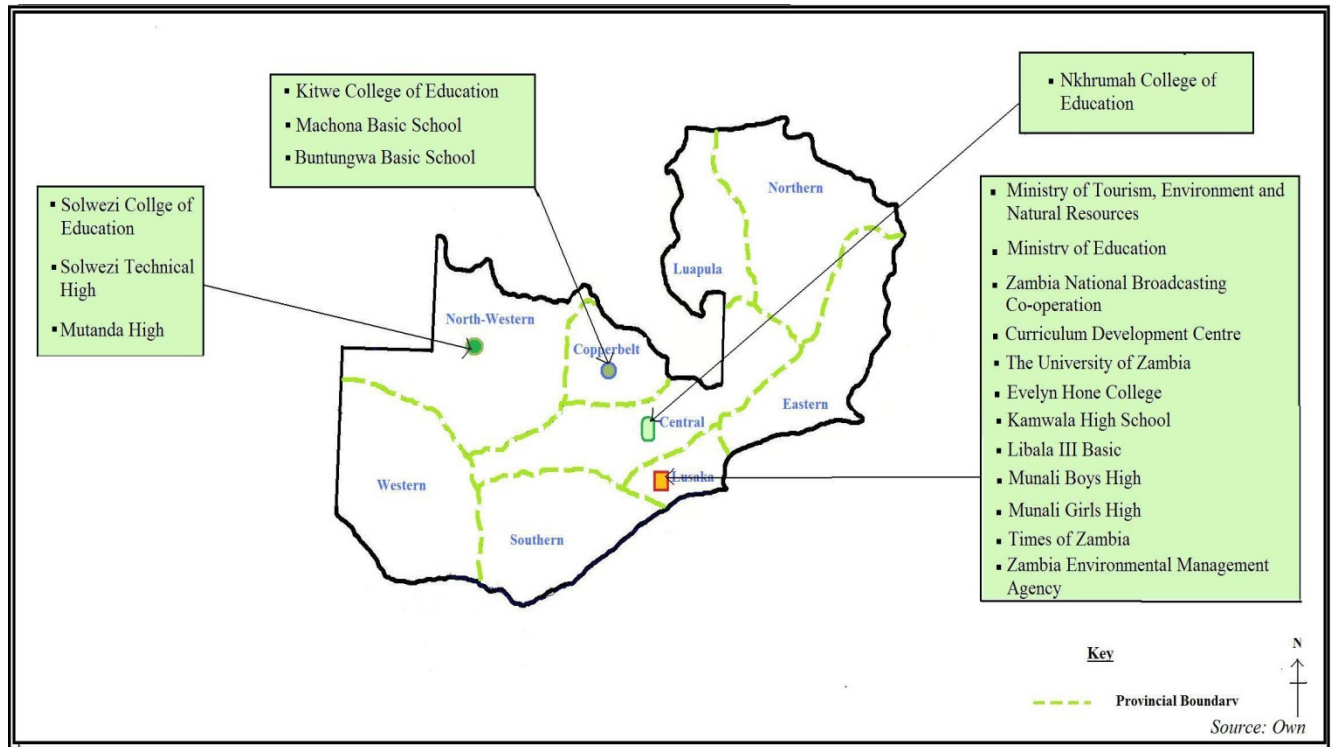 ▪ Kitwe College of Education
▪ Machona Basic School
▪ Buntungwa Basic School
▪ Nkhrumah College of
Education
▪ Solwezi Collge of
Education
▪ Solwezi Technical
High
▪ Mutanda High
▪ Ministry of Tourism, Environment and
Natural Resources
▪ Ministry of Education
▪ Zambia National Broadcasting
Co-operation
▪ Curriculum Development Centre
▪ The University of Zambia
▪ Evelyn Hone College
▪ Kamwala High School
▪ Libala III Basic
▪ Munali Boys High
▪ Munali Girls High
▪ Times of Zambia
▪ Zambia Environmental Management
Agency
Northern
Luapula
North-Western
Copperbelt
Eastern
Central
Lusaka
Western
Southern
Key
N
Provincial Boundary
Source: Own